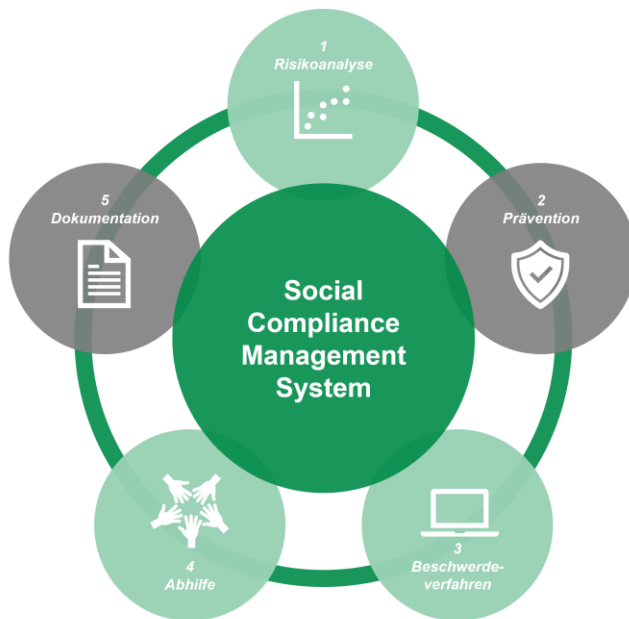 1
Risikoanalyse
2
Prävention
3
Beschwerde-
verfahren
4
Abhilfe
5
Dokumentation
Social
Compliance
Management
System